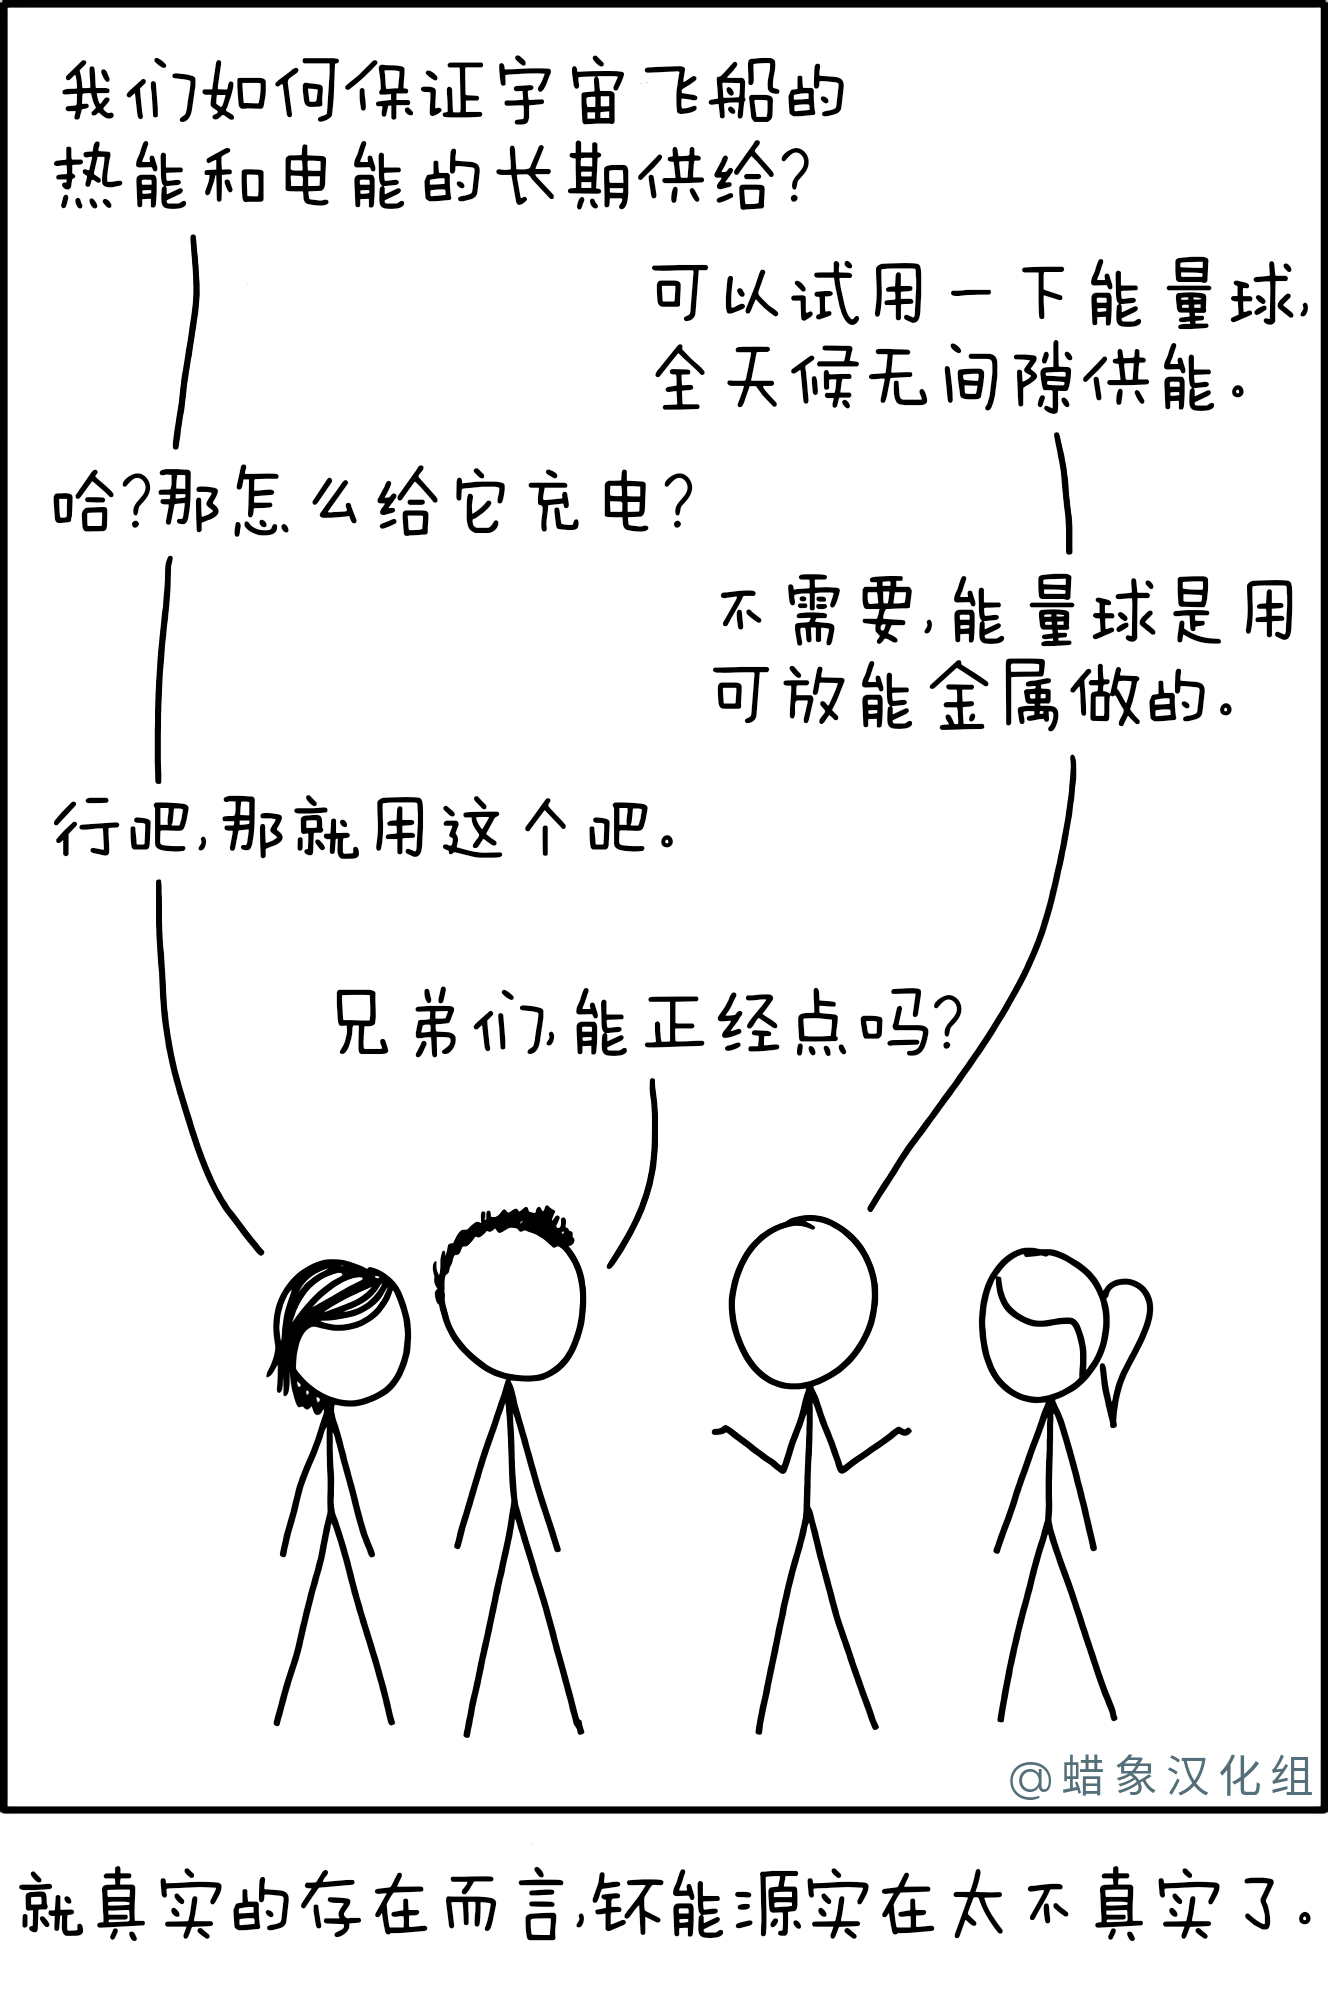 我们如何保证宇宙飞船的
热能和电能的长期供给?
可以试用一下能量球,
全天候无间隙供能。
哈?那怎么给它充电?
不需要,能量球是用
可放能金属做的。
行吧,那就用这个吧。
兄弟们,能正经点吗?
@蜡象汉化组
就真实的存在而言,钚能源实在太不真实了。